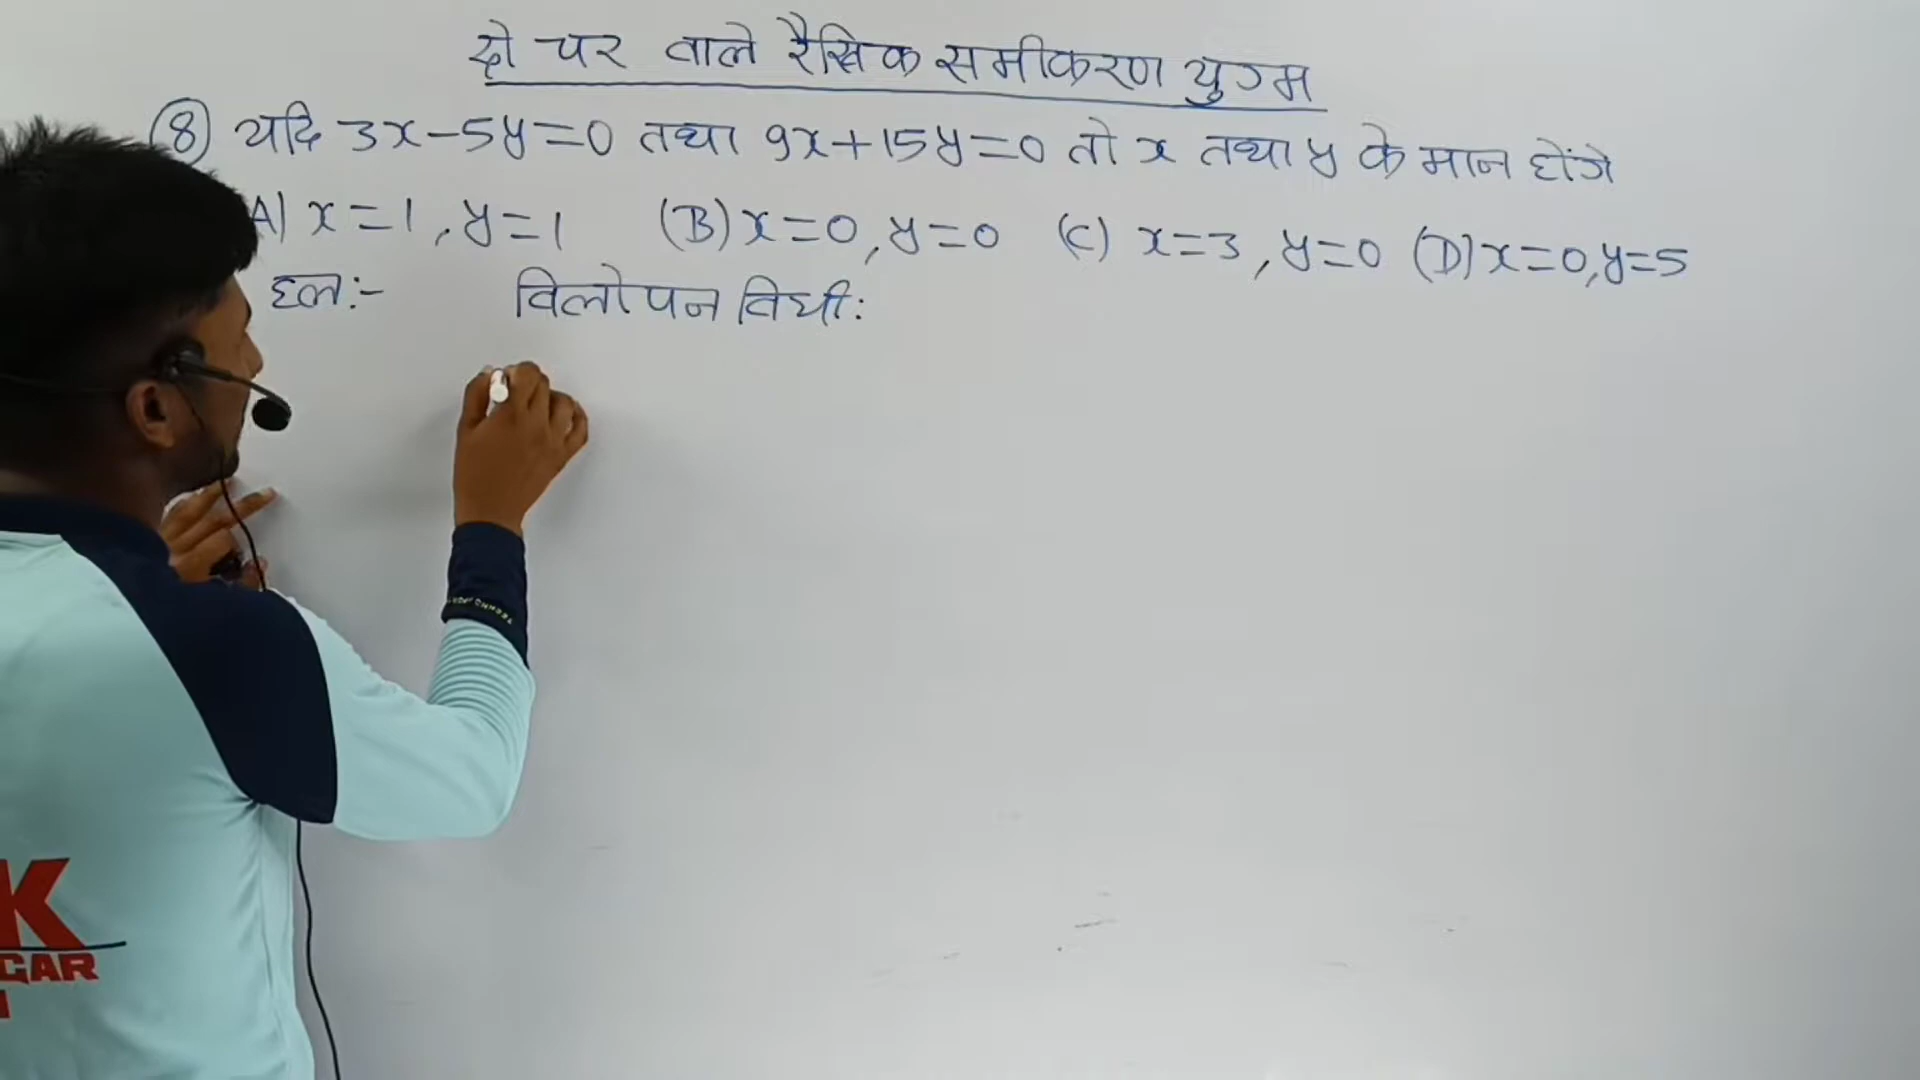 दो चर वाले रैखिक समीकरण युग्म
(8) यदि 3x-5y=0 तथा 9x+15y=0 तो x तथा y के मान होंगे
A) x=1, y=1 (B) x=0, y=0 (C) x=3, y=0 (D) x=0, y=5
हल:- विलोपन विधी:
K
GAR